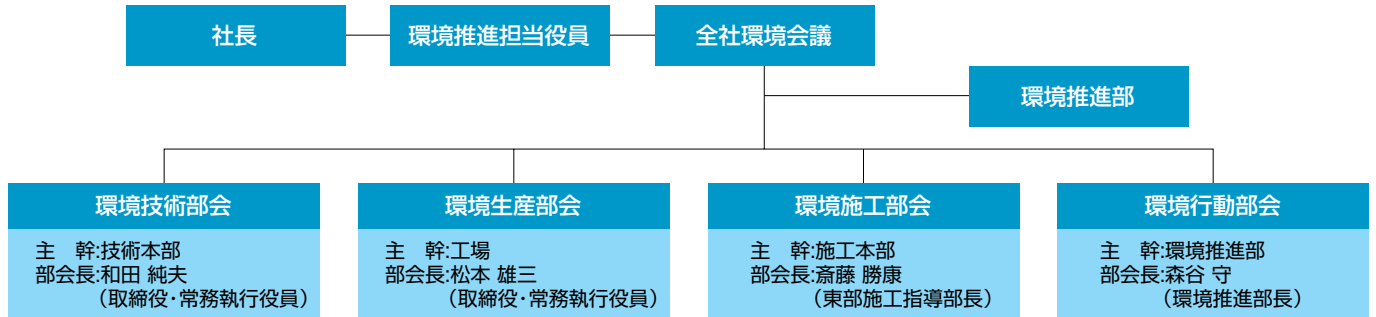 社長
環境推進担当役員
全社環境会議
環境推進部
環境技術部会
主　幹:技術本部
部会長:和田 純夫
(取締役・常務執行役員)
環境生産部会
主　幹:工場
部会長:松本 雄三
(取締役・常務執行役員)
環境施工部会
主　幹:施工本部
部会長:斎藤 勝康
(東部施工指導部長)
環境行動部会
主　幹:環境推進部
部会長:森谷 守
(環境推進部長)